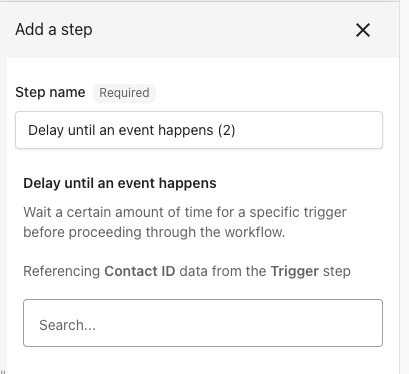 Add a step
Step name Required
Delay until an event happens (2)
Delay until an event happens
Wait a certain amount of time for a specific trigger
before proceeding through the workflow.
Referencing Contact ID data from the Trigger step
Search...